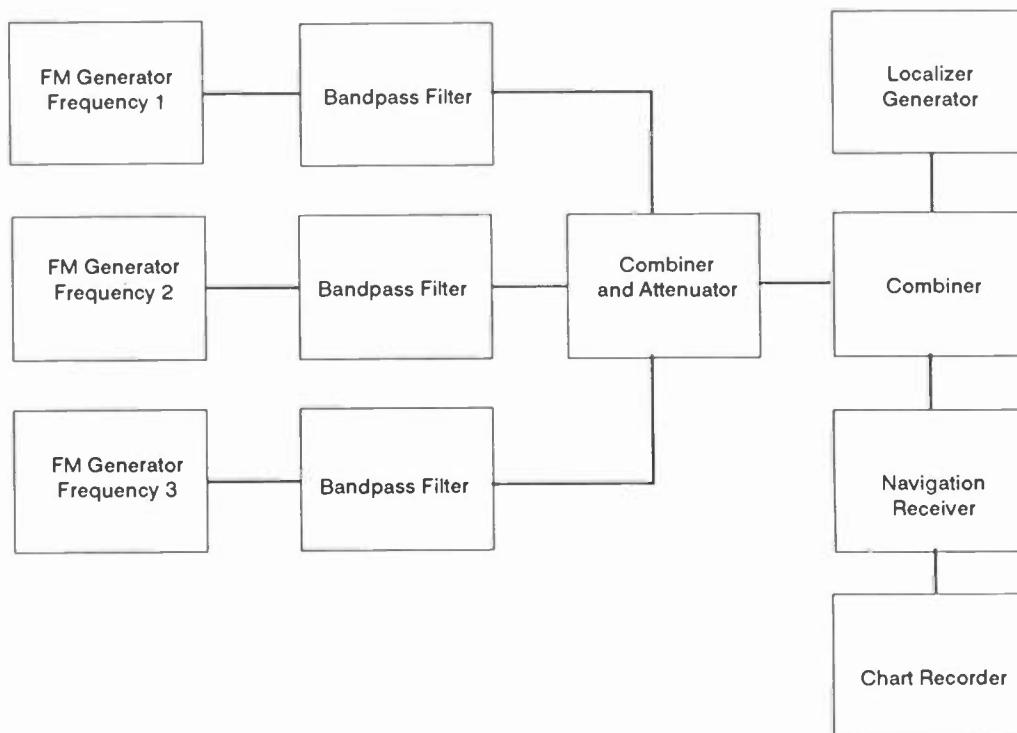 FM Generator
Frequency 1
Bandpass Filter
Localizer
Generator
FM Generator
Frequency 2
Bandpass Filter
Combiner
and Attenuator
Combiner
FM Generator
Frequency 3
Bandpass Filter
Navigation
Receiver
Chart Recorder